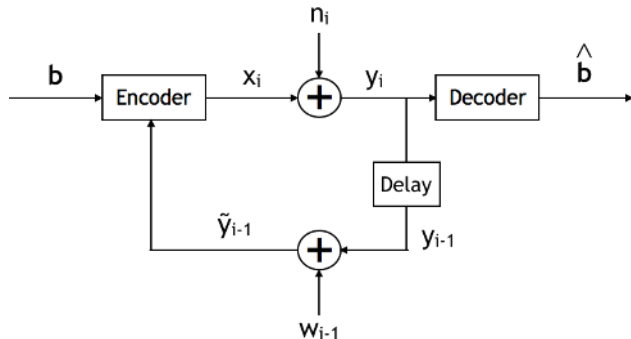 nᵢ
b
Encoder
xᵢ
+
yᵢ
Decoder
b̂
Delay
ỹᵢ₋₁
+
yᵢ₋₁
wᵢ₋₁